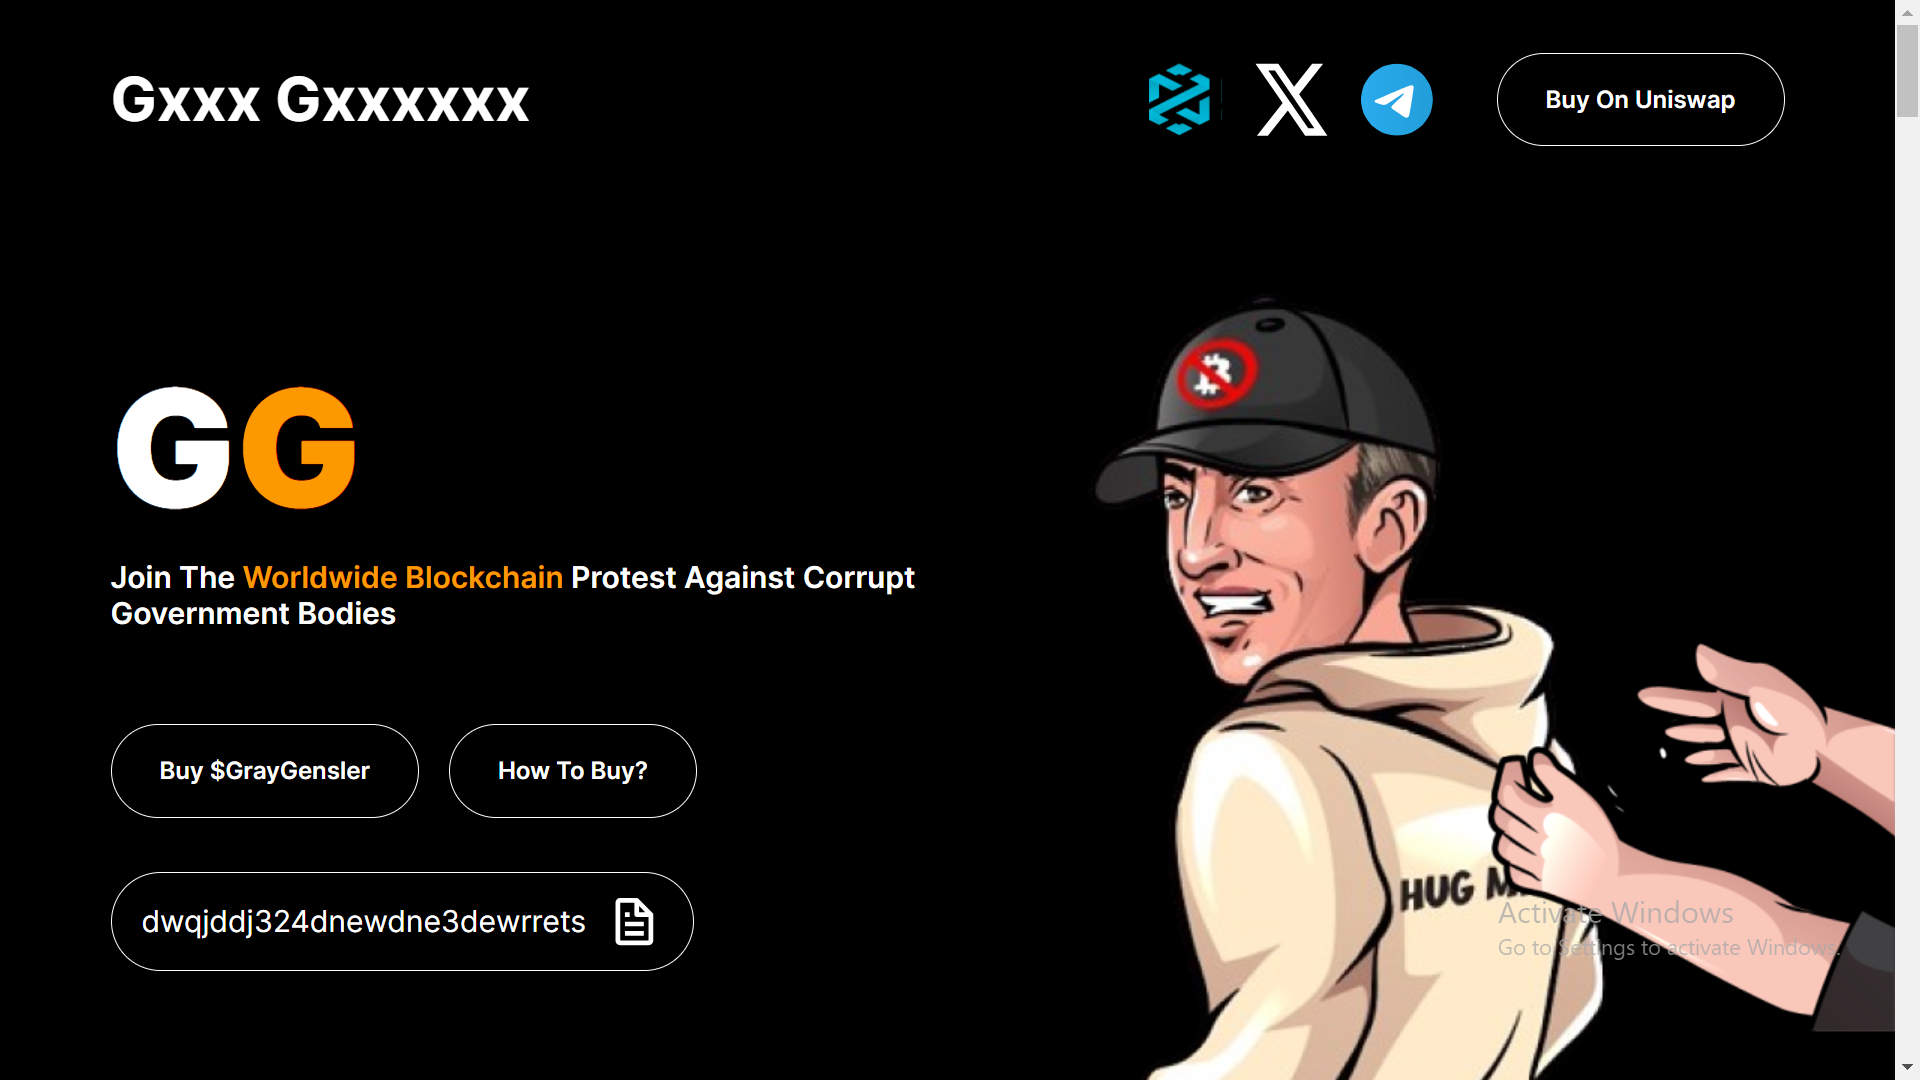 Gxxx Gxxxxxx
Buy On Uniswap
GG
Join The Worldwide Blockchain Protest Against Corrupt
Government Bodies
Buy $GrayGensler
How To Buy?
dwqjddj324dnewdne3dewrrets
HUG
Activate Windows
Go to Settings to activate Windows.